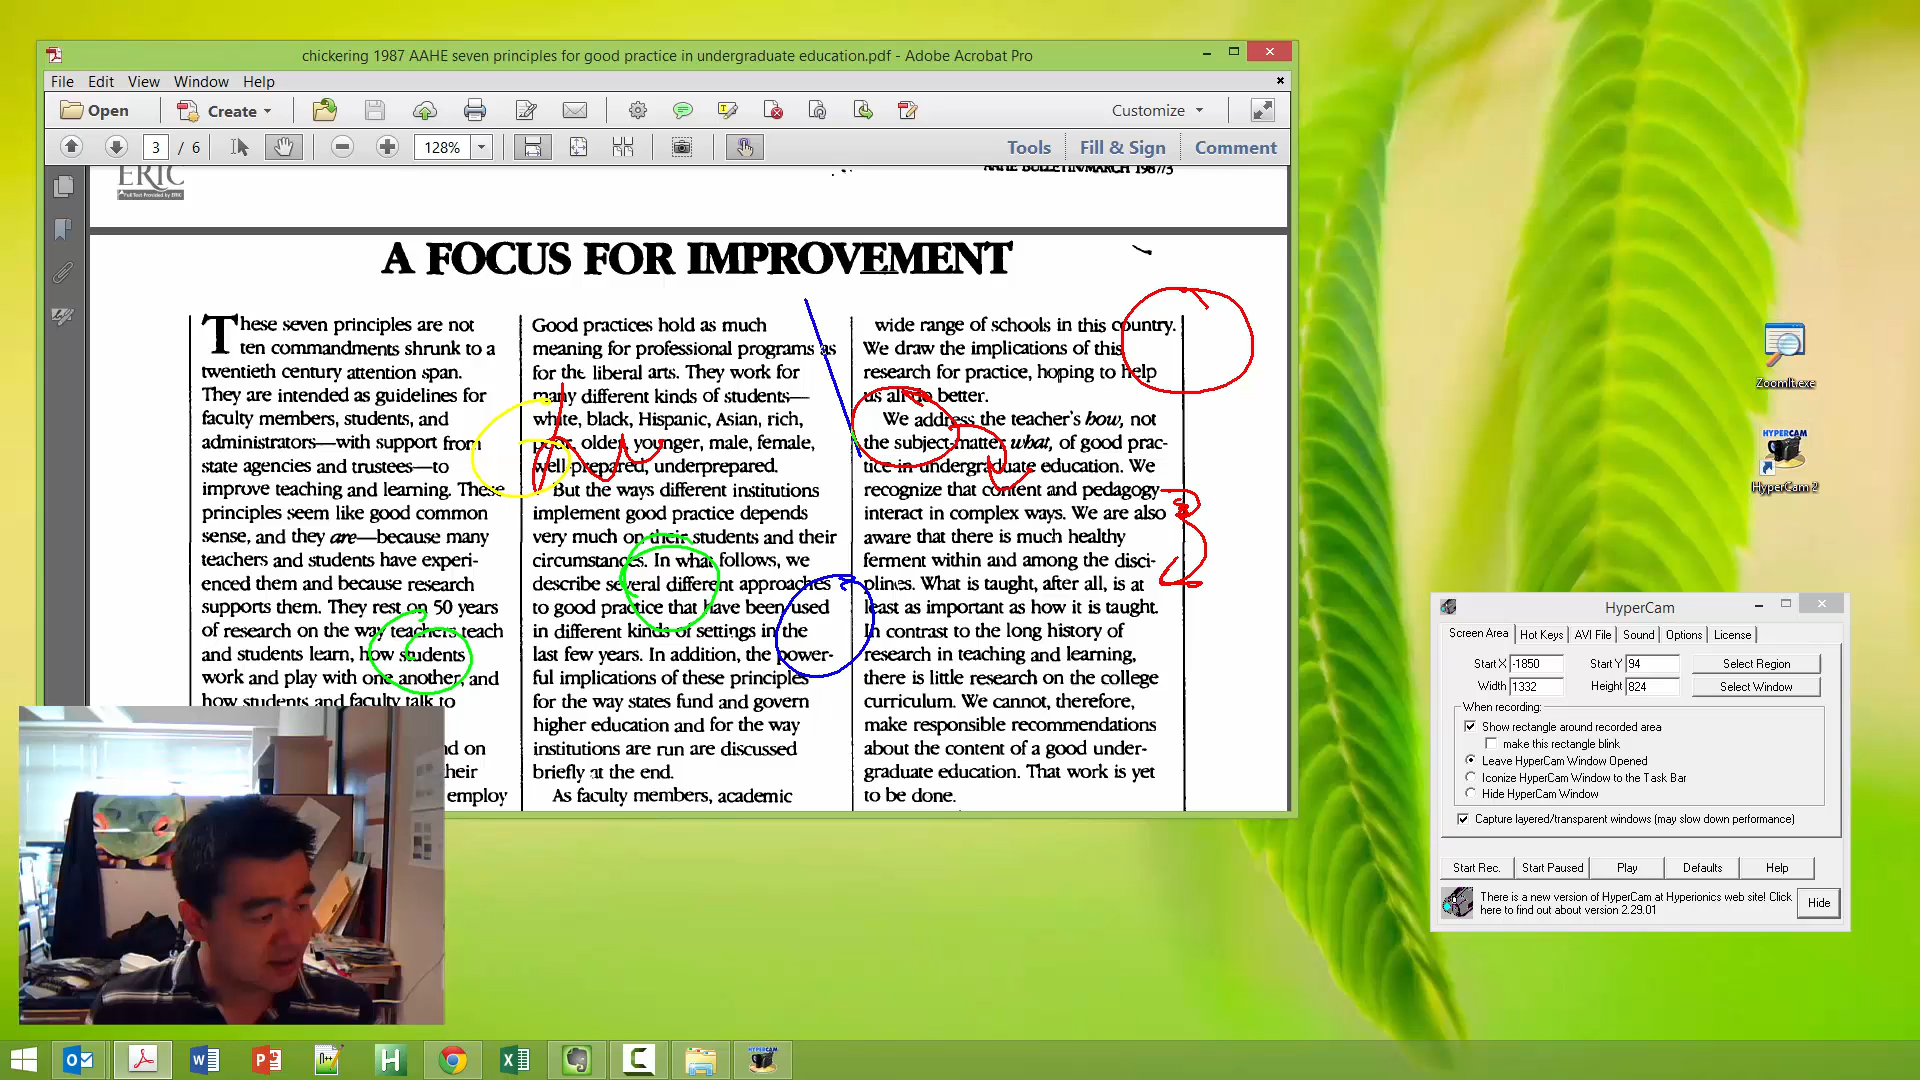 chickering 1987 AAHE seven principles for good practice in undergraduate education.pdf - Adobe Acrobat Pro
File Edit View Window Help
Open Create Customize
3 / 6 128% Tools Fill & Sign Comment
ERIC
Full Text Provided by ERIC
AAHE BULLETIN/MARCH 1987/3
A FOCUS FOR IMPROVEMENT
These seven principles are not
ten commandments shrunk to a
twentieth century attention span.
They are intended as guidelines for
faculty members, students, and
administrators—with support from
state agencies and trustees—to
improve teaching and learning. These
principles seem like good common
sense, and they are—because many
teachers and students have experi-
enced them and because research
supports them. They rest on 50 years
of research on the way teachers teach
and students learn, how students
work and play with one another, and
how students and faculty talk to
nd on
heir
employ
Good practices hold as much
meaning for professional programs as
for the liberal arts. They work for
many different kinds of students—
white, black, Hispanic, Asian, rich,
poor, older, younger, male, female,
well-prepared, underprepared.
But the ways different institutions
implement good practice depends
very much on their students and their
circumstances. In what follows, we
describe several different approaches
to good practice that have been used
in different kinds of settings in the
last few years. In addition, the power-
ful implications of these principles
for the way states fund and govern
higher education and for the way
institutions are run are discussed
briefly at the end.
As faculty members, academic
wide range of schools in this country.
We draw the implications of this
research for practice, hoping to help
us all do better.
We address the teacher's how, not
the subject-matter what, of good prac-
tice in undergraduate education. We
recognize that content and pedagogy
interact in complex ways. We are also
aware that there is much healthy
ferment within and among the disci-
plines. What is taught, after all, is at
least as important as how it is taught.
In contrast to the long history of
research in teaching and learning,
there is little research on the college
curriculum. We cannot, therefore,
make responsible recommendations
about the content of a good under-
graduate education. That work is yet
to be done.
ZoomIt.exe
HYPERCAM
HyperCam 2
HyperCam
Screen Area Hot Keys AVI File Sound Options License
Start X -1850 Start Y 94 Select Region
Width 1332 Height 824 Select Window
When recording:
Show rectangle around recorded area
make this rectangle blink
Leave HyperCam Window Opened
Iconize HyperCam Window to the Task Bar
Hide HyperCam Window
Capture layered/transparent windows (may slow down performance)
Start Rec. Start Paused Play Defaults Help
There is a new version of HyperCam at Hyperionics web site! Click
here to find out about version 2.29.01
Hide